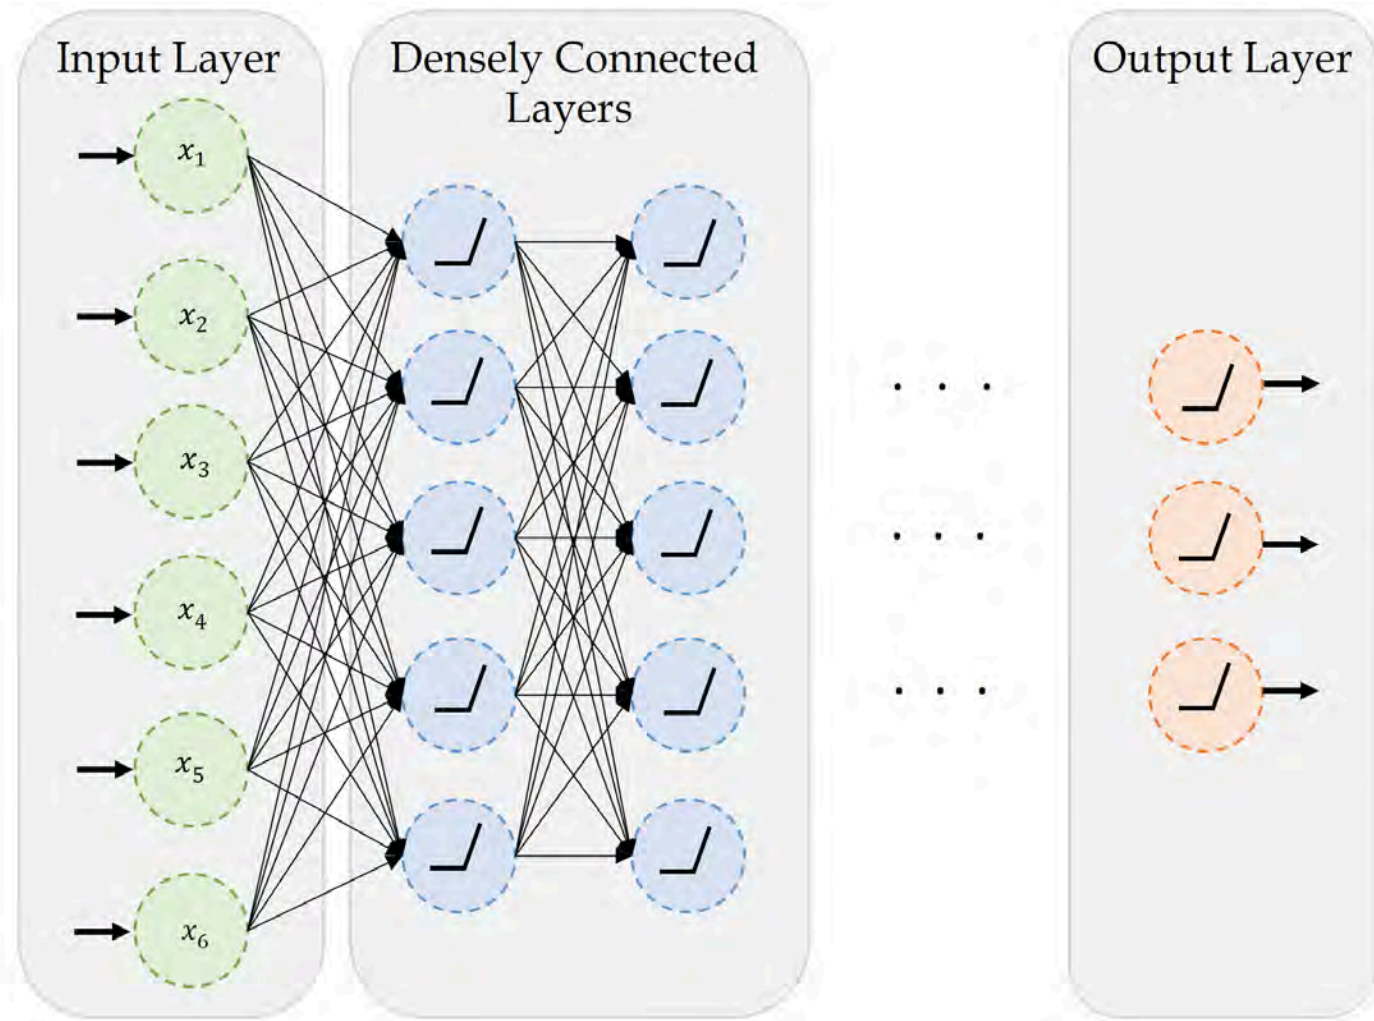 Input Layer
Densely Connected
Layers
Output Layer
x₁
x₂
x₃
x₄
x₅
x₆
. . .
. . .
. . .